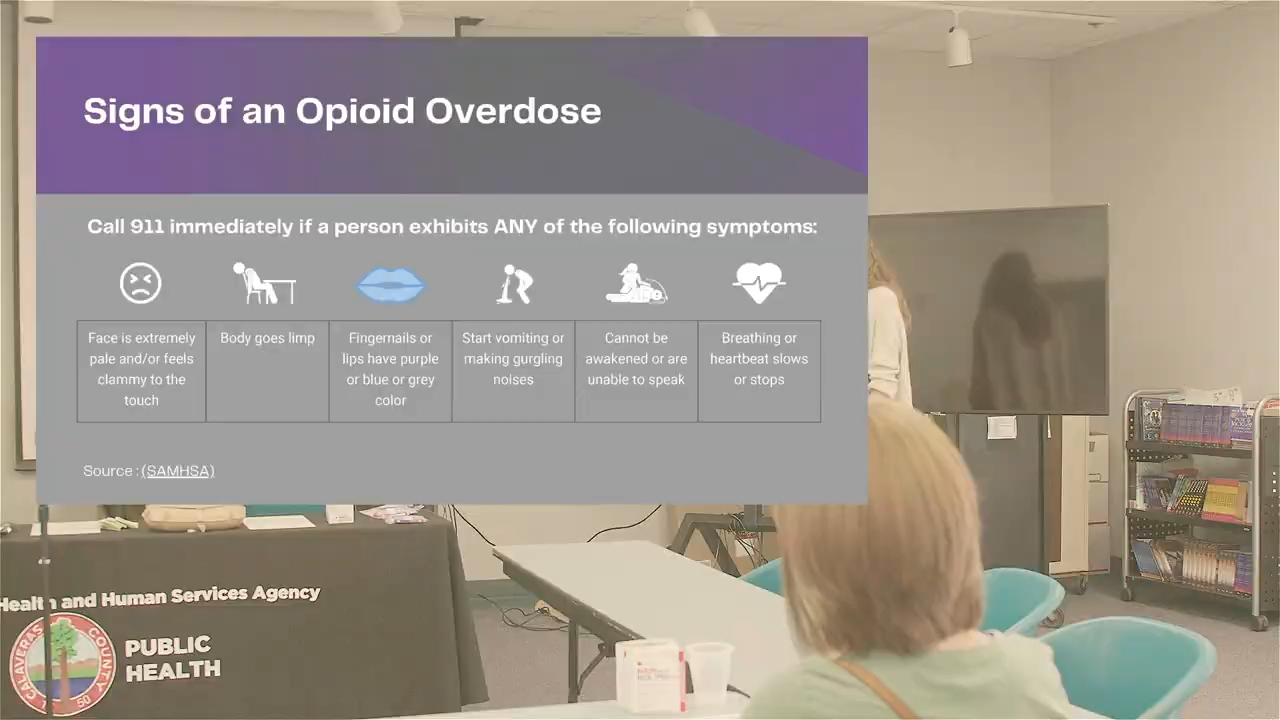 Signs of an Opioid Overdose
Call 911 immediately if a person exhibits ANY of the following symptoms:
Face is extremely
pale and/or feels
clammy to the
touch
Body goes limp
Fingernails or
lips have purple
or blue or grey
color
Start vomiting or
making gurgling
noises
Cannot be
awakened or are
unable to speak
Breathing or
heartbeat slows
or stops
Source : (SAMHSA)
Health and Human Services Agency
PUBLIC
HEALTH
CALAVERAS COUNTY